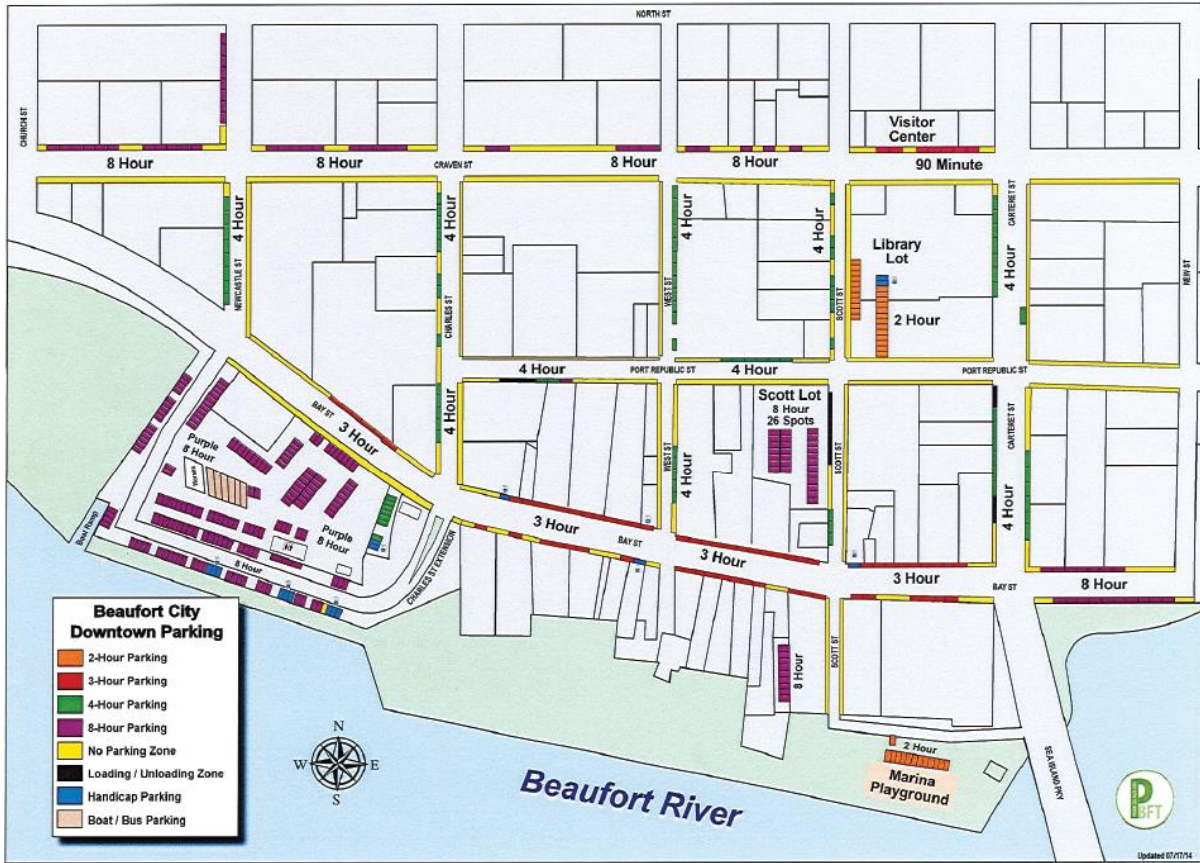 NORTH ST
CHURCH ST
Visitor
Center
8 Hour
8 Hour
CRAVEN ST
8 Hour
8 Hour
90 Minute
4 Hour
NEWCASTLE ST
4 Hour
CHARLES ST
4 Hour
WEST ST
4 Hour
SCOTT ST
Library
Lot
2 Hour
CARTERET ST
4 Hour
NEW ST
4 Hour
PORT REPUBLIC ST
4 Hour
PORT REPUBLIC ST
BAY ST
3 Hour
4 Hour
Scott Lot
8 Hour
26 Spots
WEST ST
4 Hour
SCOTT ST
CARTERET ST
4 Hour
Purple
8 Hour
Purple
8 Hour
Boat Ramp
8 Hour
CHARLES ST EXTENSION
3 Hour
BAY ST
3 Hour
3 Hour
BAY ST
8 Hour
8 Hour
SCOTT ST
Beaufort City
Downtown Parking
2-Hour Parking
3-Hour Parking
4-Hour Parking
8-Hour Parking
No Parking Zone
Loading / Unloading Zone
Handicap Parking
Boat / Bus Parking
N
W
E
S
Beaufort River
2 Hour
Marina
Playground
SEA ISLAND PKY
P
BFT
Updated 07/17/14